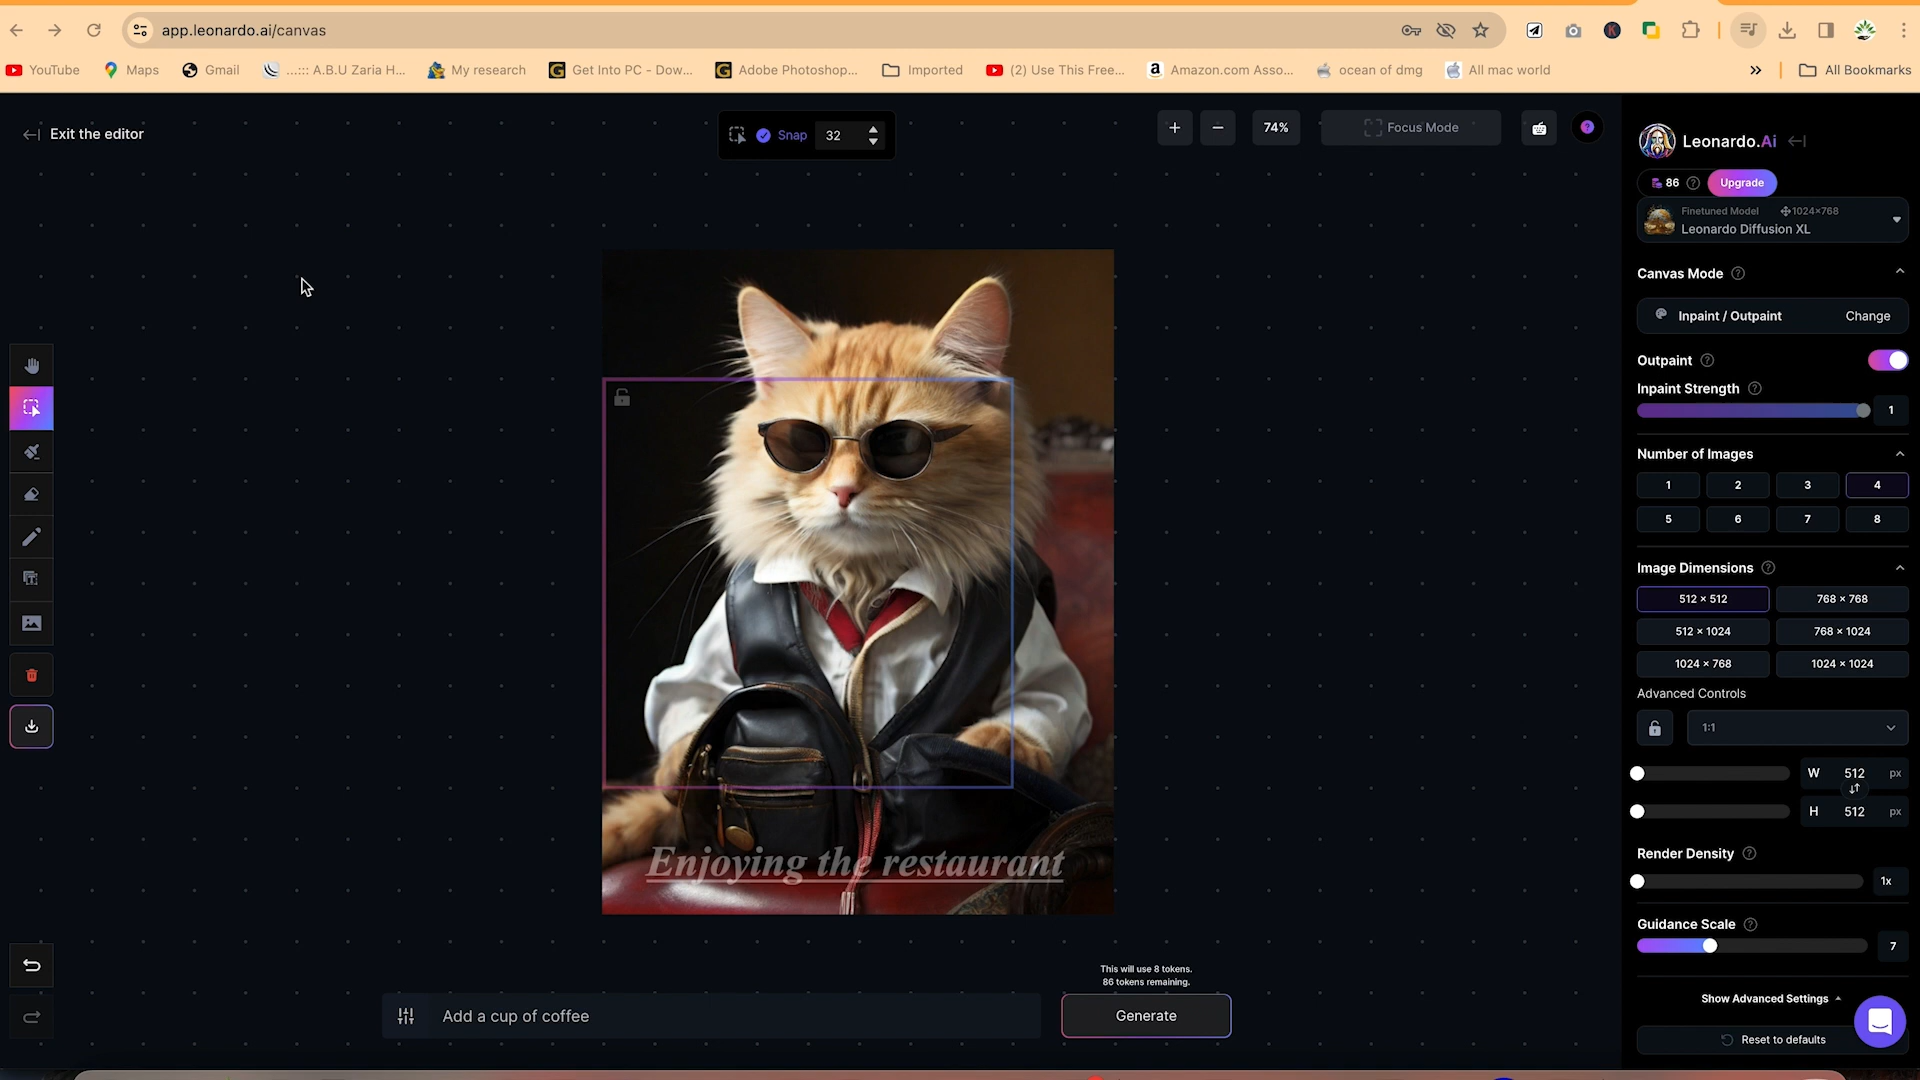 app.leonardo.ai/canvas
YouTube
Maps
Gmail
...::: A.B.U Zaria H...
My research
Get Into PC - Dow...
Adobe Photoshop...
Imported
(2) Use This Free...
Amazon.com Asso...
ocean of dmg
All mac world
All Bookmarks
Exit the editor
Snap
32
74%
Focus Mode
Leonardo.Ai
86
Upgrade
Finetuned Model
1024×768
Leonardo Diffusion XL
Canvas Mode
Inpaint / Outpaint
Change
Outpaint
Inpaint Strength
1
Number of Images
1
2
3
4
5
6
7
8
Image Dimensions
512 × 512
768 × 768
512 × 1024
768 × 1024
1024 × 768
1024 × 1024
Advanced Controls
1:1
W 512 px
H 512 px
Render Density
1x
Guidance Scale
7
Show Advanced Settings
Reset to defaults
Enjoying the restaurant
This will use 8 tokens.
86 tokens remaining.
Add a cup of coffee
Generate